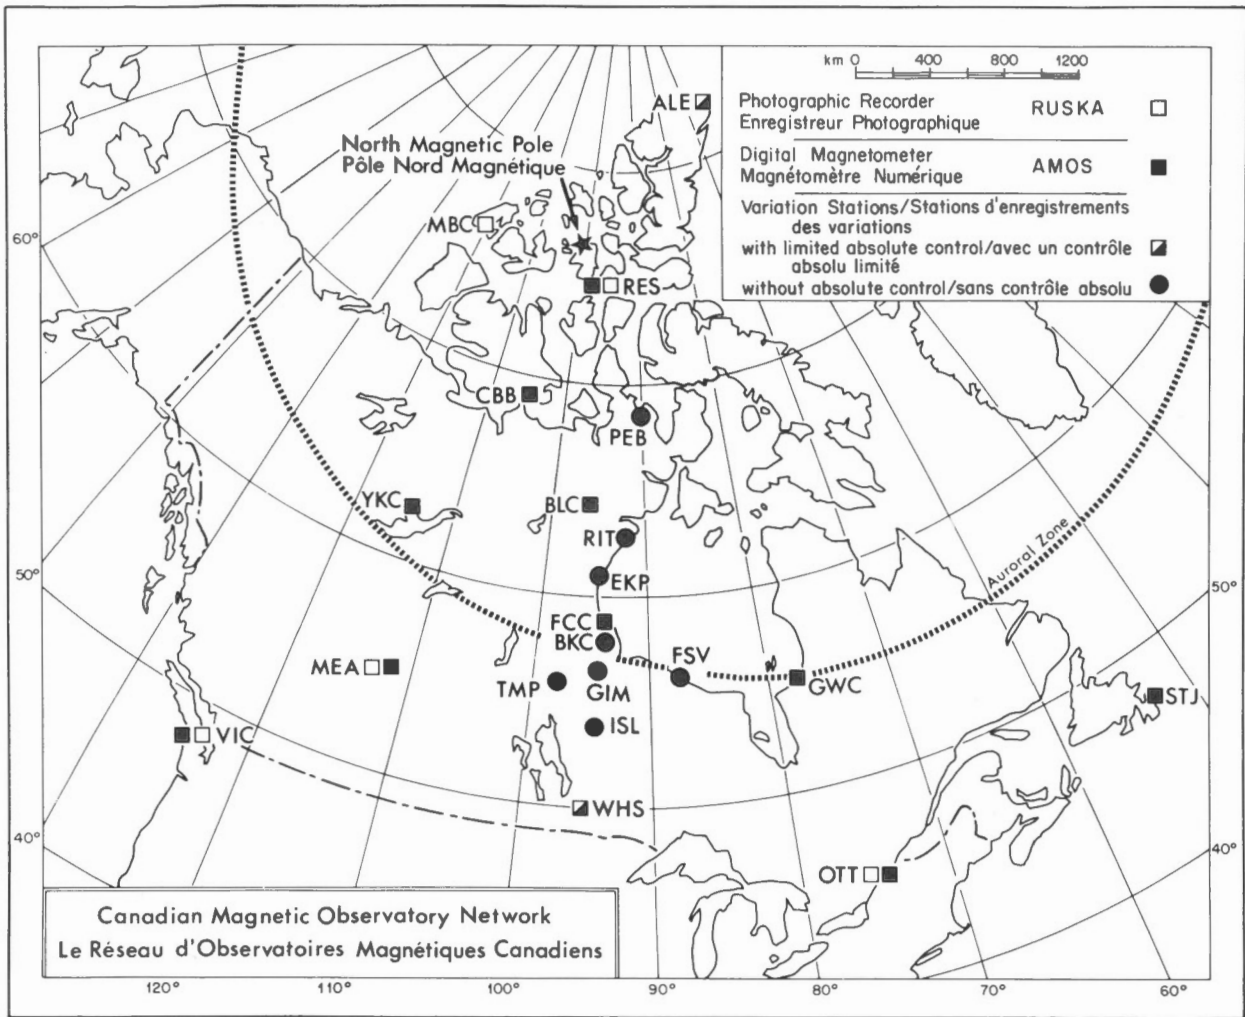 km 0 400 800 1200
Photographic Recorder
Enregistreur Photographique
RUSKA
Digital Magnetometer
Magnétomètre Numérique
AMOS
Variation Stations/Stations d'enregistrements
des variations
with limited absolute control/avec un contrôle
absolu limité
without absolute control/sans contrôle absolu
ALE
North Magnetic Pole
Pôle Nord Magnétique
MBC
60°
RES
CBB
PEB
YKC
BLC
RIT
Auroral Zone
50°
EKP
50°
FCC
BKC
FSV
MEA
TMP
GIM
GWC
STJ
ISL
VIC
WHS
40°
40°
OTT
Canadian Magnetic Observatory Network
Le Réseau d'Observatoires Magnétiques Canadiens
120° 110° 100° 90° 80° 70° 60°